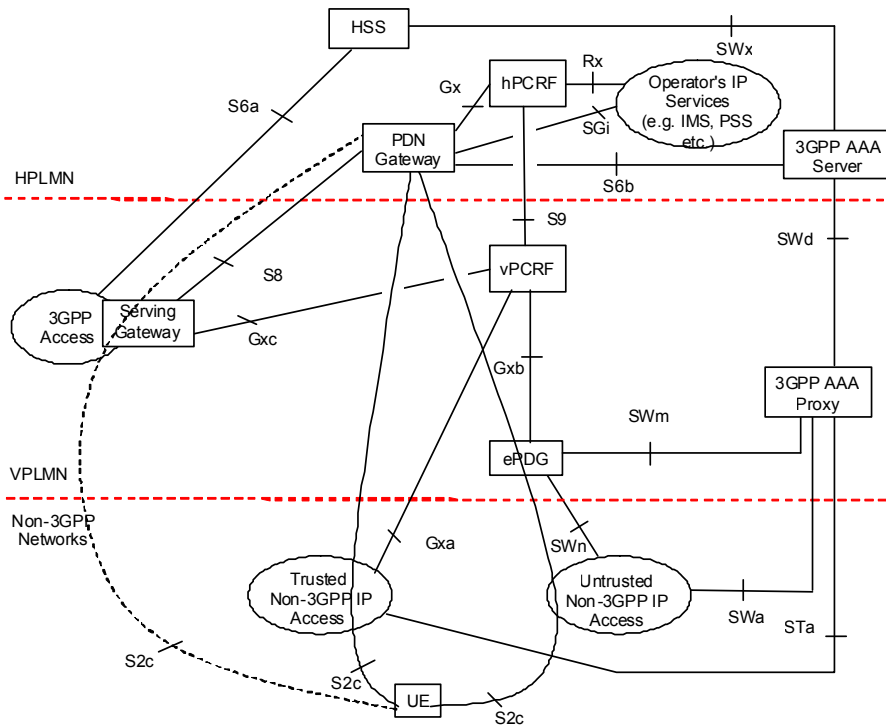 HSS
SWx
hPCRF
Rx
Operator's IP
Services
(e.g. IMS, PSS
etc.)
Gx
S6a
SGi
PDN
Gateway
3GPP AAA
Server
S6b
HPLMN
S9
SWd
S8
vPCRF
3GPP
Access
Serving
Gateway
Gxc
Gxb
3GPP AAA
Proxy
SWm
ePDG
VPLMN
Non-3GPP
Networks
Gxa
SWn
Trusted
Non-3GPP IP
Access
Untrusted
Non-3GPP IP
Access
SWa
STa
S2c
S2c
UE
S2c